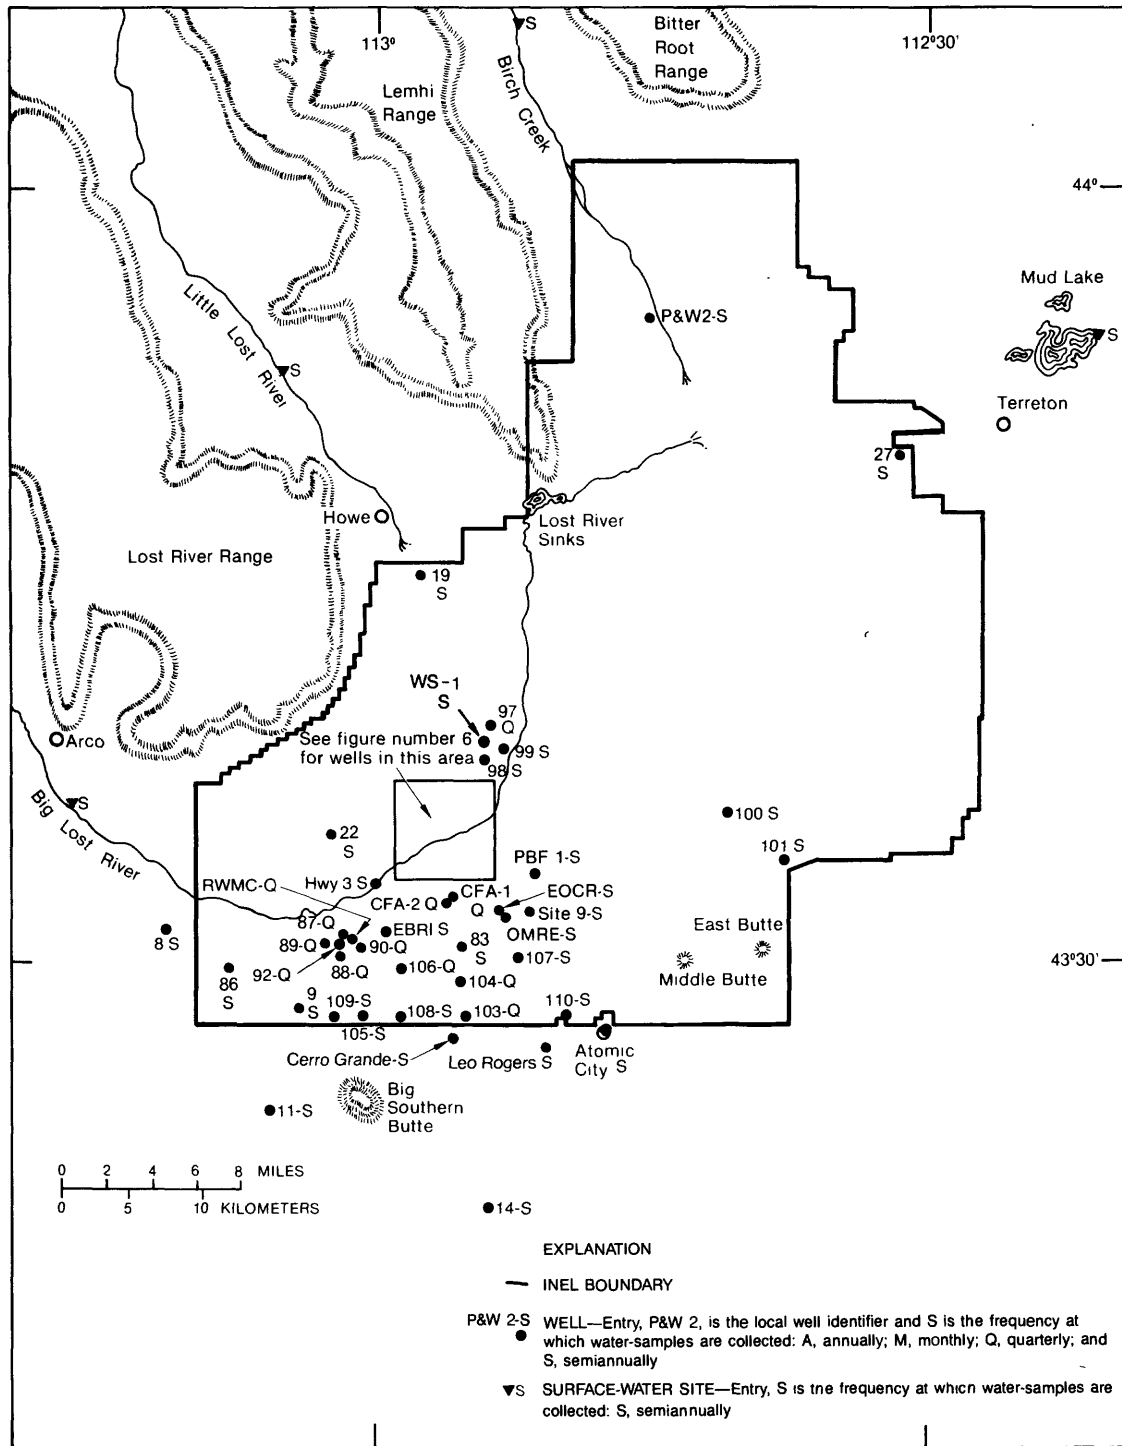 113º
112º30'
S
Bitter
Root
Range
Lemhi
Range
Birch Creek
44º
Mud Lake
S
P&W2-S
Little Lost River
S
Terreton
27
S
Howe
Lost River
Sinks
Lost River Range
19
S
WS-1
S
97
Q
Arco
See figure number 6
for wells in this area
99 S
98 S
S
Big Lost River
100 S
22
S
101 S
PBF 1-S
RWMC-Q
Hwy 3 S
CFA-1
Q
EOCR-S
CFA-2 Q
Site 9-S
87-Q
EBRI S
OMRE-S
East Butte
8 S
89-Q
90-Q
83
S
107-S
92-Q
88-Q
106-Q
Middle Butte
43º30'
86
S
104-Q
9
S
109-S
108-S
103-Q
110-S
105-S
Cerro Grande-S
Leo Rogers S
Atomic
City S
Big
Southern
Butte
11-S
0 2 4 6 8 MILES
0 5 10 KILOMETERS
14-S
EXPLANATION
INEL BOUNDARY
P&W 2-S WELL—Entry, P&W 2, is the local well identifier and S is the frequency at
which water-samples are collected: A, annually; M, monthly; Q, quarterly; and
S, semiannually
S SURFACE-WATER SITE—Entry, S is the frequency at which water-samples are
collected: S, semiannually